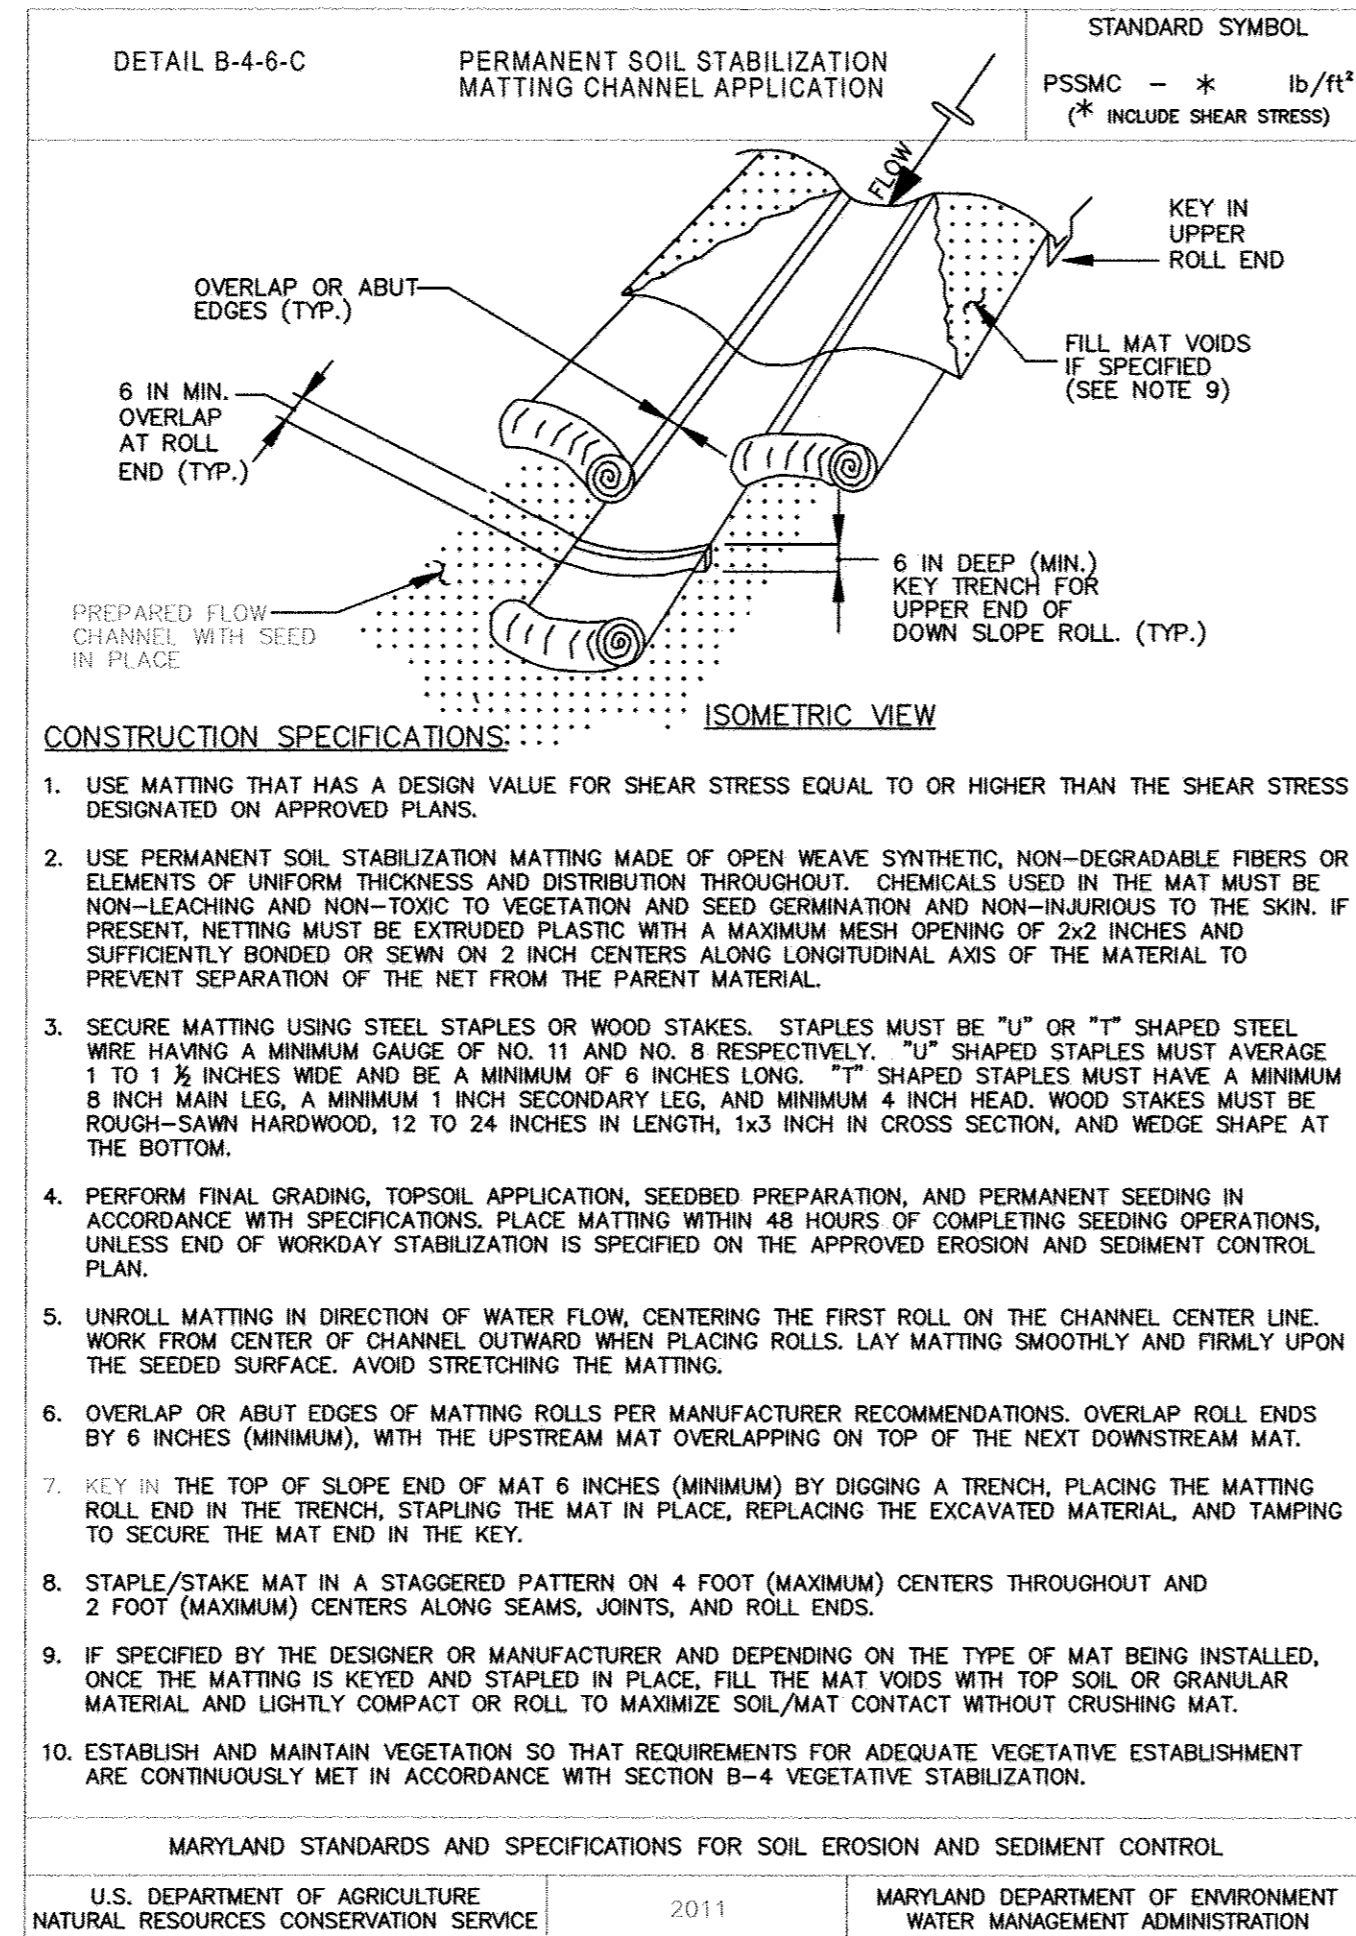 DETAIL B-4-6-C
PERMANENT SOIL STABILIZATION
MATTING CHANNEL APPLICATION
STANDARD SYMBOL
PSSMC – * lb/ft²
(* INCLUDE SHEAR STRESS)
FLOW
KEY IN
UPPER
ROLL END
OVERLAP OR ABUT
EDGES (TYP.)
FILL MAT VOIDS
IF SPECIFIED
(SEE NOTE 9)
6 IN MIN.
OVERLAP
AT ROLL
END (TYP.)
6 IN DEEP (MIN.)
KEY TRENCH FOR
UPPER END OF
DOWN SLOPE ROLL. (TYP.)
PREPARED FLOW
CHANNEL WITH SEED
IN PLACE
ISOMETRIC VIEW
CONSTRUCTION SPECIFICATIONS
1. USE MATTING THAT HAS A DESIGN VALUE FOR SHEAR STRESS EQUAL TO OR HIGHER THAN THE SHEAR STRESS
DESIGNATED ON APPROVED PLANS.
2. USE PERMANENT SOIL STABILIZATION MATTING MADE OF OPEN WEAVE SYNTHETIC, NON-DEGRADABLE FIBERS OR
ELEMENTS OF UNIFORM THICKNESS AND DISTRIBUTION THROUGHOUT. CHEMICALS USED IN THE MAT MUST BE
NON-LEACHING AND NON-TOXIC TO VEGETATION AND SEED GERMINATION AND NON-INJURIOUS TO THE SKIN. IF
PRESENT, NETTING MUST BE EXTRUDED PLASTIC WITH A MAXIMUM MESH OPENING OF 2x2 INCHES AND
SUFFICIENTLY BONDED OR SEWN ON 2 INCH CENTERS ALONG LONGITUDINAL AXIS OF THE MATERIAL TO
PREVENT SEPARATION OF THE NET FROM THE PARENT MATERIAL.
3. SECURE MATTING USING STEEL STAPLES OR WOOD STAKES. STAPLES MUST BE "U" OR "T" SHAPED STEEL
WIRE HAVING A MINIMUM GAUGE OF NO. 11 AND NO. 8 RESPECTIVELY. "U" SHAPED STAPLES MUST AVERAGE
1 TO 1 ½ INCHES WIDE AND BE A MINIMUM OF 6 INCHES LONG. "T" SHAPED STAPLES MUST HAVE A MINIMUM
8 INCH MAIN LEG, A MINIMUM 1 INCH SECONDARY LEG, AND MINIMUM 4 INCH HEAD. WOOD STAKES MUST BE
ROUGH-SAWN HARDWOOD, 12 TO 24 INCHES IN LENGTH, 1x3 INCH IN CROSS SECTION, AND WEDGE SHAPE AT
THE BOTTOM.
4. PERFORM FINAL GRADING, TOPSOIL APPLICATION, SEEDBED PREPARATION, AND PERMANENT SEEDING IN
ACCORDANCE WITH SPECIFICATIONS. PLACE MATTING WITHIN 48 HOURS OF COMPLETING SEEDING OPERATIONS,
UNLESS END OF WORKDAY STABILIZATION IS SPECIFIED ON THE APPROVED EROSION AND SEDIMENT CONTROL
PLAN.
5. UNROLL MATTING IN DIRECTION OF WATER FLOW, CENTERING THE FIRST ROLL ON THE CHANNEL CENTER LINE.
WORK FROM CENTER OF CHANNEL OUTWARD WHEN PLACING ROLLS. LAY MATTING SMOOTHLY AND FIRMLY UPON
THE SEEDED SURFACE. AVOID STRETCHING THE MATTING.
6. OVERLAP OR ABUT EDGES OF MATTING ROLLS PER MANUFACTURER RECOMMENDATIONS. OVERLAP ROLL ENDS
BY 6 INCHES (MINIMUM), WITH THE UPSTREAM MAT OVERLAPPING ON TOP OF THE NEXT DOWNSTREAM MAT.
7. KEY IN THE TOP OF SLOPE END OF MAT 6 INCHES (MINIMUM) BY DIGGING A TRENCH, PLACING THE MATTING
ROLL END IN THE TRENCH, STAPLING THE MAT IN PLACE, REPLACING THE EXCAVATED MATERIAL, AND TAMPING
TO SECURE THE MAT END IN THE KEY.
8. STAPLE/STAKE MAT IN A STAGGERED PATTERN ON 4 FOOT (MAXIMUM) CENTERS THROUGHOUT AND
2 FOOT (MAXIMUM) CENTERS ALONG SEAMS, JOINTS, AND ROLL ENDS.
9. IF SPECIFIED BY THE DESIGNER OR MANUFACTURER AND DEPENDING ON THE TYPE OF MAT BEING INSTALLED,
ONCE THE MATTING IS KEYED AND STAPLED IN PLACE, FILL THE MAT VOIDS WITH TOP SOIL OR GRANULAR
MATERIAL AND LIGHTLY COMPACT OR ROLL TO MAXIMIZE SOIL/MAT CONTACT WITHOUT CRUSHING MAT.
10. ESTABLISH AND MAINTAIN VEGETATION SO THAT REQUIREMENTS FOR ADEQUATE VEGETATIVE ESTABLISHMENT
ARE CONTINUOUSLY MET IN ACCORDANCE WITH SECTION B-4 VEGETATIVE STABILIZATION.
MARYLAND STANDARDS AND SPECIFICATIONS FOR SOIL EROSION AND SEDIMENT CONTROL
U.S. DEPARTMENT OF AGRICULTURE
NATURAL RESOURCES CONSERVATION SERVICE
2011
MARYLAND DEPARTMENT OF ENVIRONMENT
WATER MANAGEMENT ADMINISTRATION